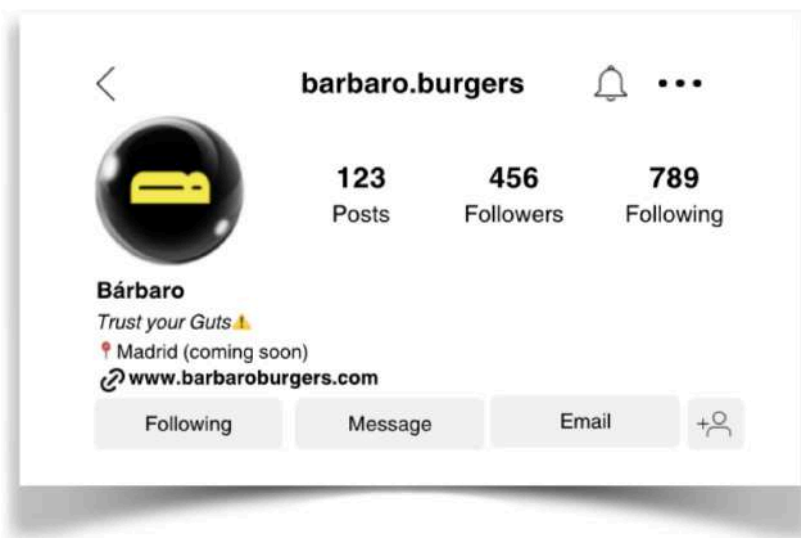 barbaro.burgers
123 456 789
Posts Followers Following
Bárbaro
Trust your Guts⚠️
📍Madrid (coming soon)
www.barbaroburgers.com
Following Message Email